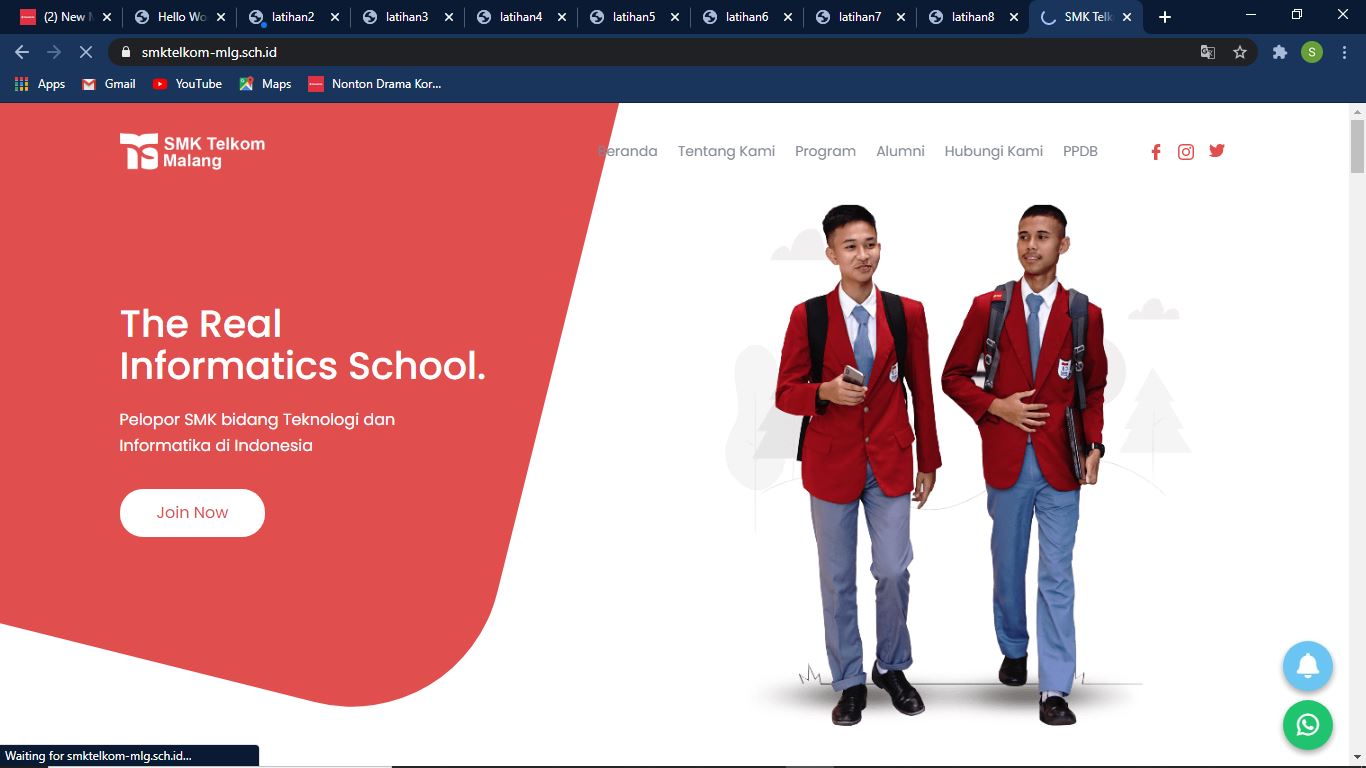 (2) New
Hello Wo
latihan2
latihan3
latihan4
latihan5
latihan6
latihan7
latihan8
SMK Telk
smktelkom-mlg.sch.id
S
Apps
Gmail
YouTube
Maps
Nonton Drama Kor...
SMK Telkom
Malang
Beranda
Tentang Kami
Program
Alumni
Hubungi Kami
PPDB
The Real
Informatics School.
Pelopor SMK bidang Teknologi dan
Informatika di Indonesia
Join Now
Waiting for smktelkom-mlg.sch.id...